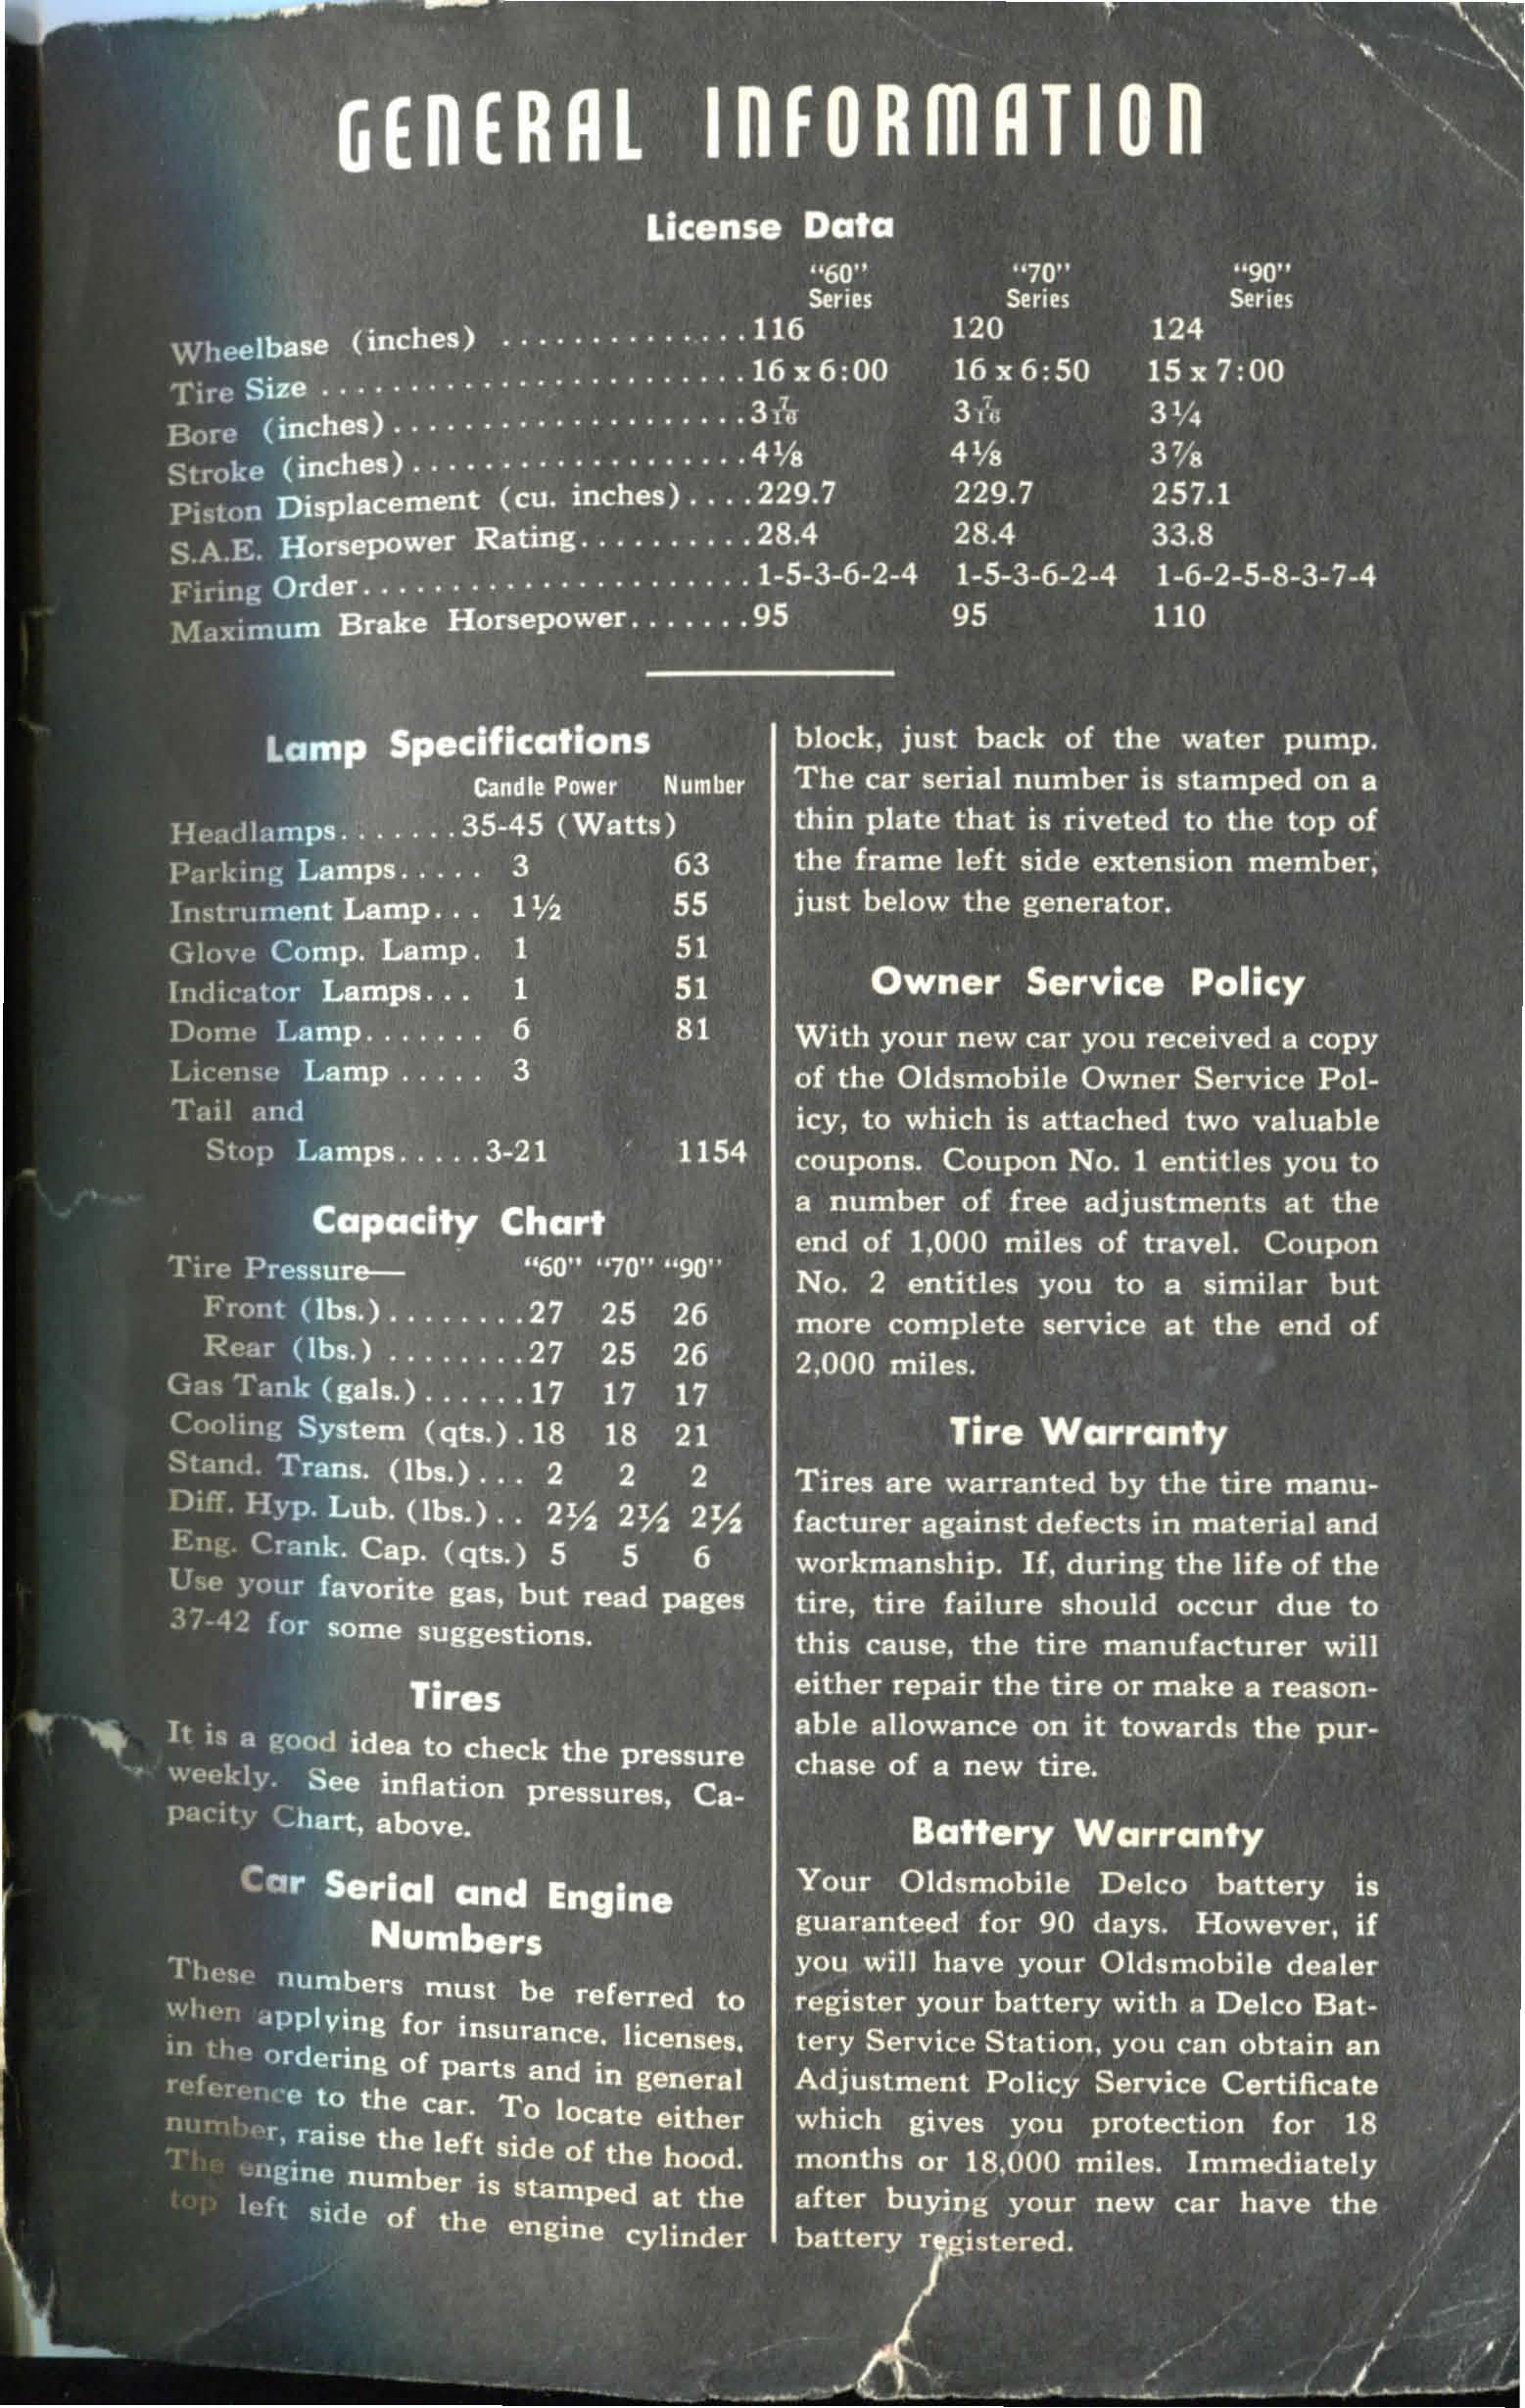 GENERAL INFORMATION
License Data
"60" "70" "90"
Series Series Series
Wheelbase (inches) ..............116 120 124
Tire Size ........................16 x 6:00 16 x 6:50 15 x 7:00
Bore (inches)....................3 7/16 3 7/16 3¼
Stroke (inches)...................4⅛ 4⅛ 3⅞
Piston Displacement (cu. inches)....229.7 229.7 257.1
S.A.E. Horsepower Rating..........28.4 28.4 33.8
Firing Order......................1-5-3-6-2-4 1-5-3-6-2-4 1-6-2-5-8-3-7-4
Maximum Brake Horsepower.......95 95 110
Lamp Specifications
Candle Power Number
Headlamps.......35-45 (Watts)
Parking Lamps..... 3 63
Instrument Lamp... 1½ 55
Glove Comp. Lamp. 1 51
Indicator Lamps... 1 51
Dome Lamp....... 6 81
License Lamp ..... 3
Tail and
Stop Lamps.....3-21 1154
Capacity Chart
Tire Pressure— "60" "70" "90"
Front (lbs.)........27 25 26
Rear (lbs.) ........27 25 26
Gas Tank (gals.)......17 17 17
Cooling System (qts.).18 18 21
Stand. Trans. (lbs.)... 2 2 2
Diff. Hyp. Lub. (lbs.).. 2½ 2½ 2½
Eng. Crank. Cap. (qts.) 5 5 6
Use your favorite gas, but read pages
37-42 for some suggestions.
Tires
It is a good idea to check the pressure
weekly. See inflation pressures, Ca-
pacity Chart, above.
Car Serial and Engine
Numbers
These numbers must be referred to
when applying for insurance, licenses,
in the ordering of parts and in general
reference to the car. To locate either
number, raise the left side of the hood.
The engine number is stamped at the
top left side of the engine cylinder
block, just back of the water pump.
The car serial number is stamped on a
thin plate that is riveted to the top of
the frame left side extension member,
just below the generator.
Owner Service Policy
With your new car you received a copy
of the Oldsmobile Owner Service Pol-
icy, to which is attached two valuable
coupons. Coupon No. 1 entitles you to
a number of free adjustments at the
end of 1,000 miles of travel. Coupon
No. 2 entitles you to a similar but
more complete service at the end of
2,000 miles.
Tire Warranty
Tires are warranted by the tire manu-
facturer against defects in material and
workmanship. If, during the life of the
tire, tire failure should occur due to
this cause, the tire manufacturer will
either repair the tire or make a reason-
able allowance on it towards the pur-
chase of a new tire.
Battery Warranty
Your Oldsmobile Delco battery is
guaranteed for 90 days. However, if
you will have your Oldsmobile dealer
register your battery with a Delco Bat-
tery Service Station, you can obtain an
Adjustment Policy Service Certificate
which gives you protection for 18
months or 18,000 miles. Immediately
after buying your new car have the
battery registered.